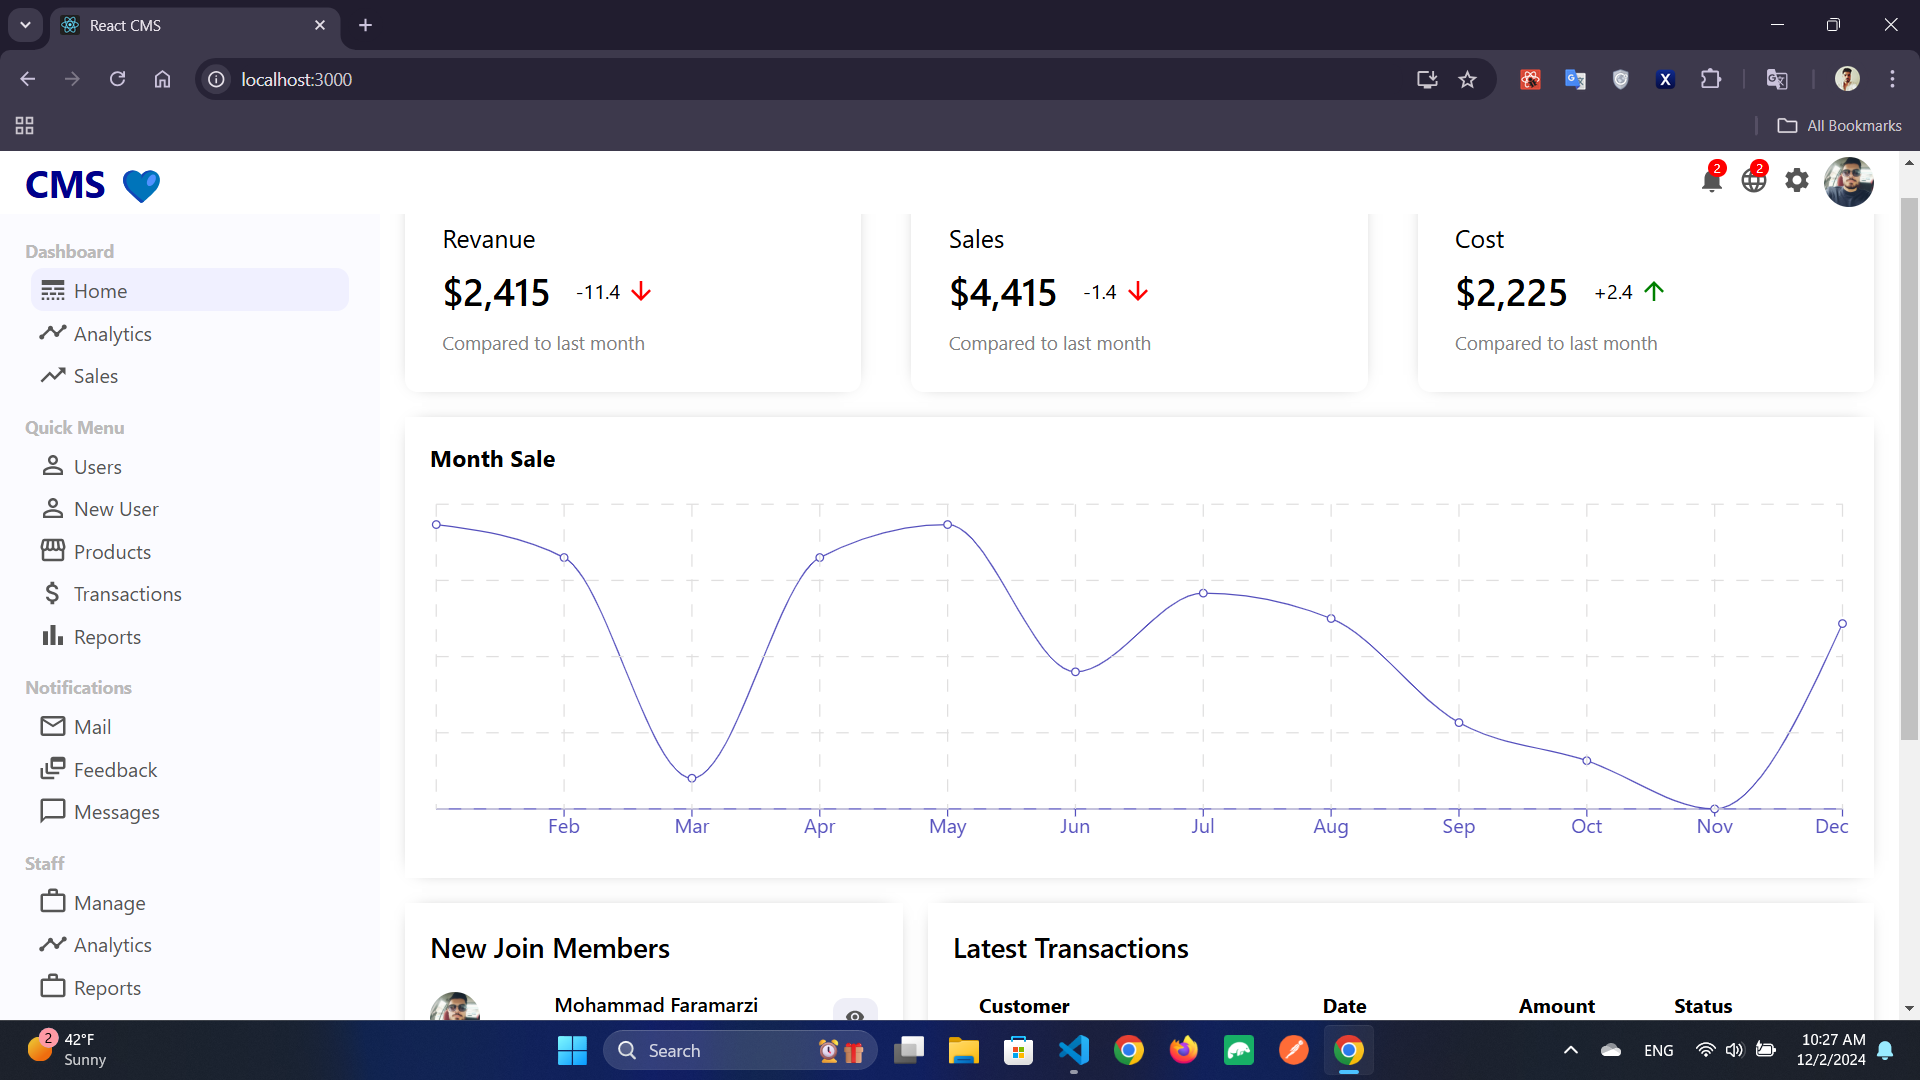 React CMS
localhost:3000
All Bookmarks
CMS
2
2
Dashboard
Home
Analytics
Sales
Quick Menu
Users
New User
Products
Transactions
Reports
Notifications
Mail
Feedback
Messages
Staff
Manage
Analytics
Reports
Revanue
$2,415 -11.4
Compared to last month
Sales
$4,415 -1.4
Compared to last month
Cost
$2,225 +2.4
Compared to last month
Month Sale
Feb Mar Apr May Jun Jul Aug Sep Oct Nov Dec
New Join Members
Mohammad Faramarzi
Latest Transactions
Customer Date Amount Status
2
42°F
Sunny
Search
ENG
10:27 AM
12/2/2024